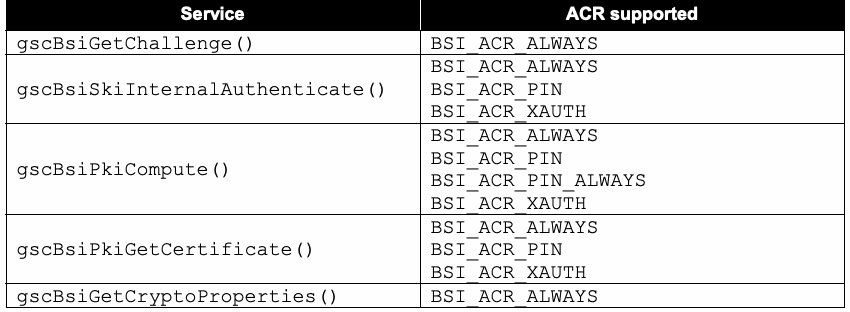 Service ACR supported
gscBsiGetChallenge() BSI_ACR_ALWAYS
BSI_ACR_ALWAYS
gscBsiSkiInternalAuthenticate() BSI_ACR_PIN
BSI_ACR_XAUTH
BSI_ACR_ALWAYS
BSI_ACR_PIN
gscBsiPkiCompute()
BSI_ACR_PIN_ALWAYS
BSI_ACR_XAUTH
BSI_ACR_ALWAYS
gscBsiPkiGetCertificate() BSI_ACR_PIN
BSI_ACR_XAUTH
gscBsiGetCryptoProperties() BSI_ACR_ALWAYS